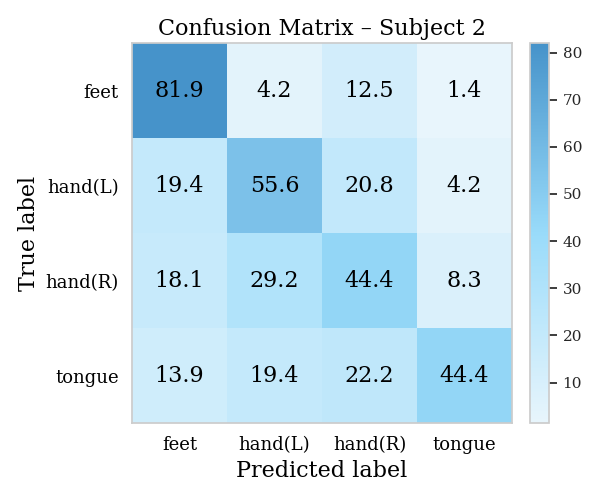 Confusion Matrix – Subject 2
feet 81.9 4.2 12.5 1.4
hand(L) 19.4 55.6 20.8 4.2
hand(R) 18.1 29.2 44.4 8.3
tongue 13.9 19.4 22.2 44.4
feet hand(L) hand(R) tongue
Predicted label
True label
80
70
60
50
40
30
20
10